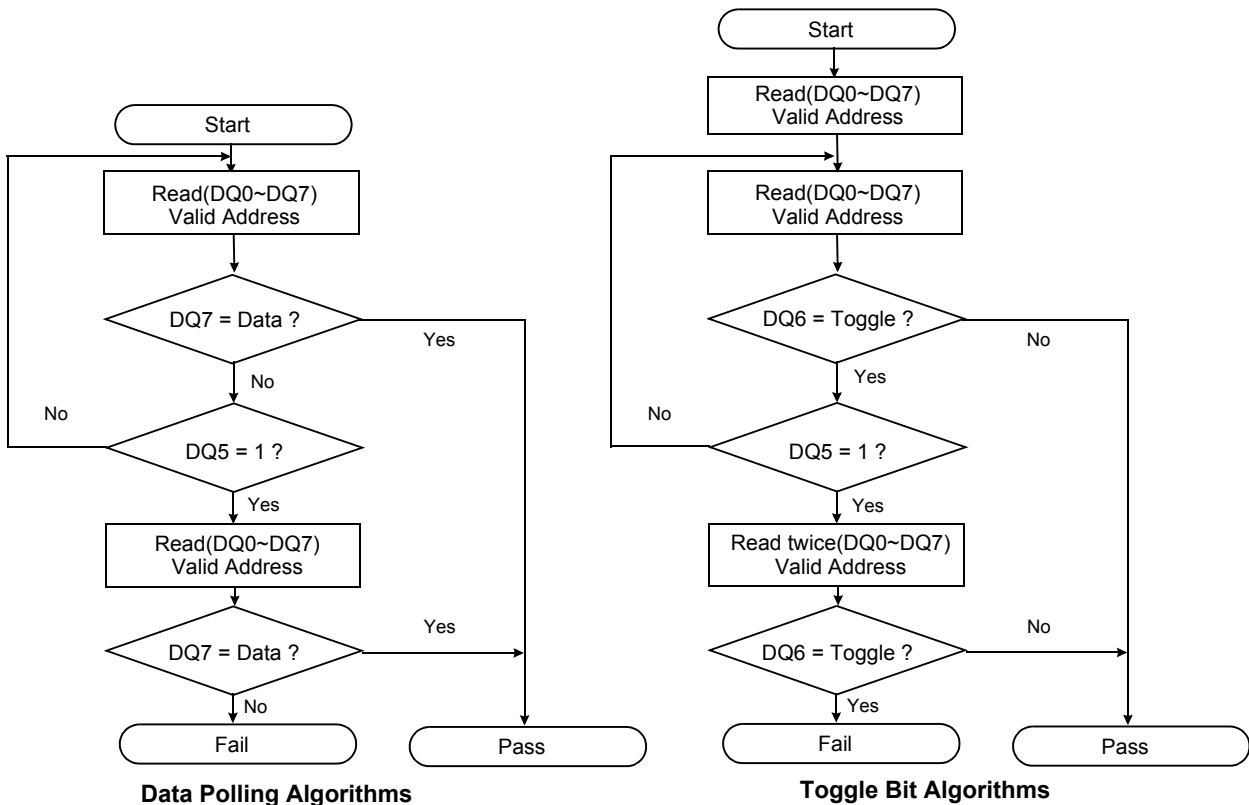 Start
Read(DQ0~DQ7)
Valid Address
DQ7 = Data ?
Yes
No
No
DQ5 = 1 ?
Yes
Read(DQ0~DQ7)
Valid Address
DQ7 = Data ?
Yes
No
Fail
Pass
Data Polling Algorithms
Start
Read(DQ0~DQ7)
Valid Address
Read(DQ0~DQ7)
Valid Address
DQ6 = Toggle ?
No
Yes
No
DQ5 = 1 ?
Yes
Read twice(DQ0~DQ7)
Valid Address
DQ6 = Toggle ?
No
Yes
Fail
Pass
Toggle Bit Algorithms